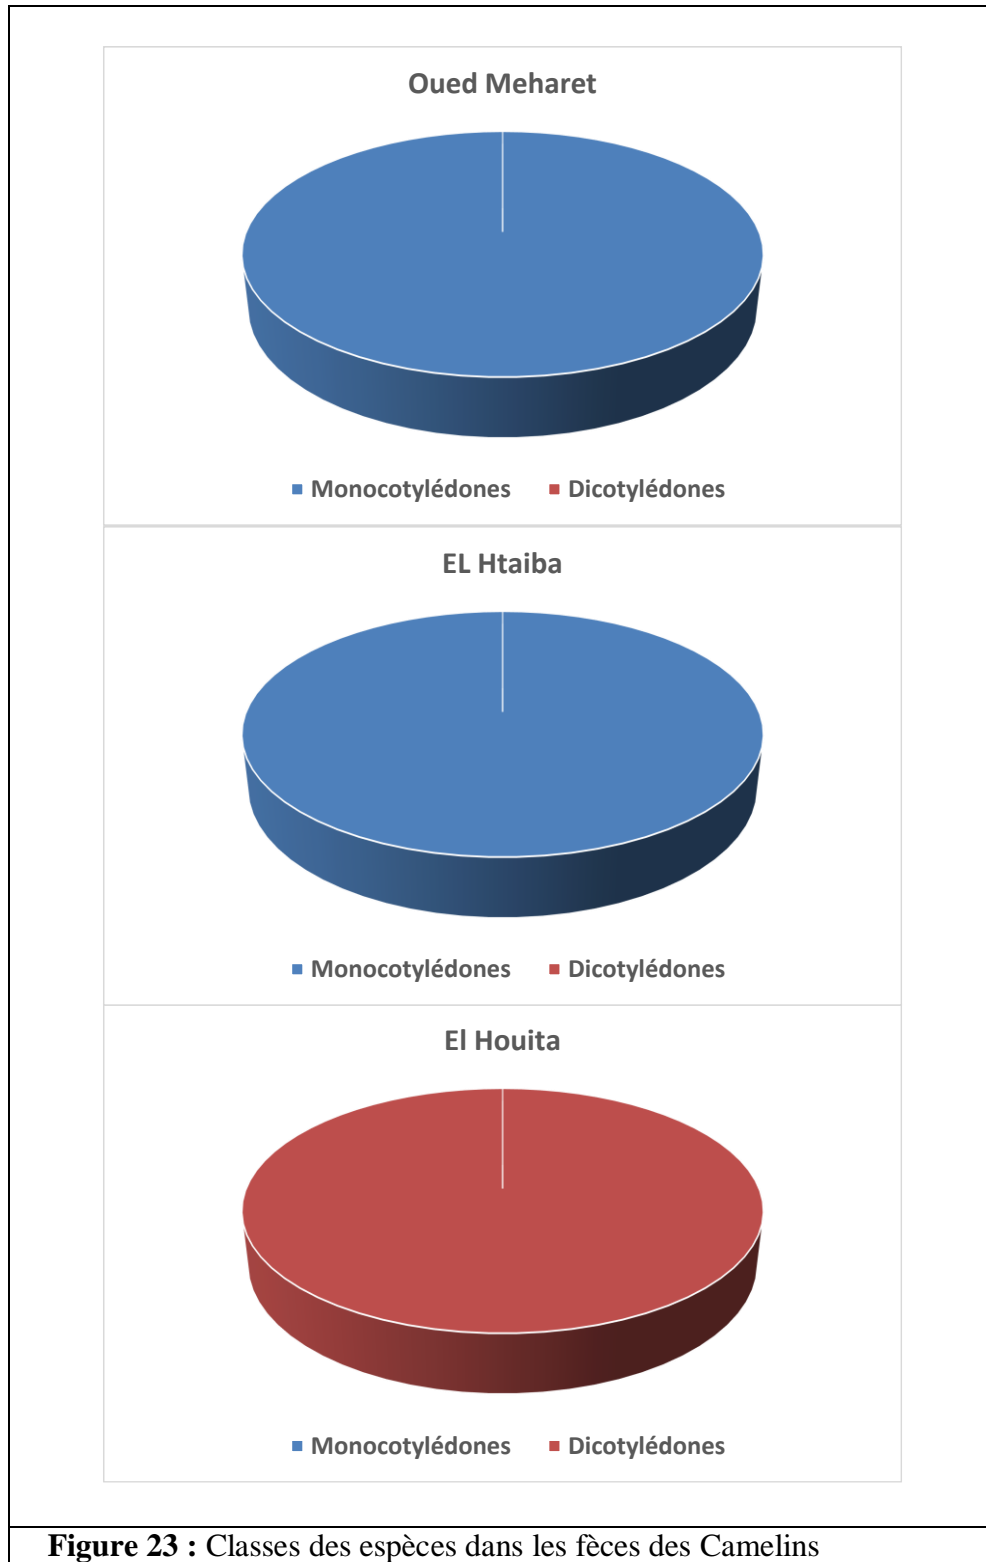 Oued Meharet
Monocotylédones Dicotylédones
EL Htaiba
Monocotylédones Dicotylédones
El Houita
Monocotylédones Dicotylédones
Figure 23 : Classes des espèces dans les fèces des Camelins